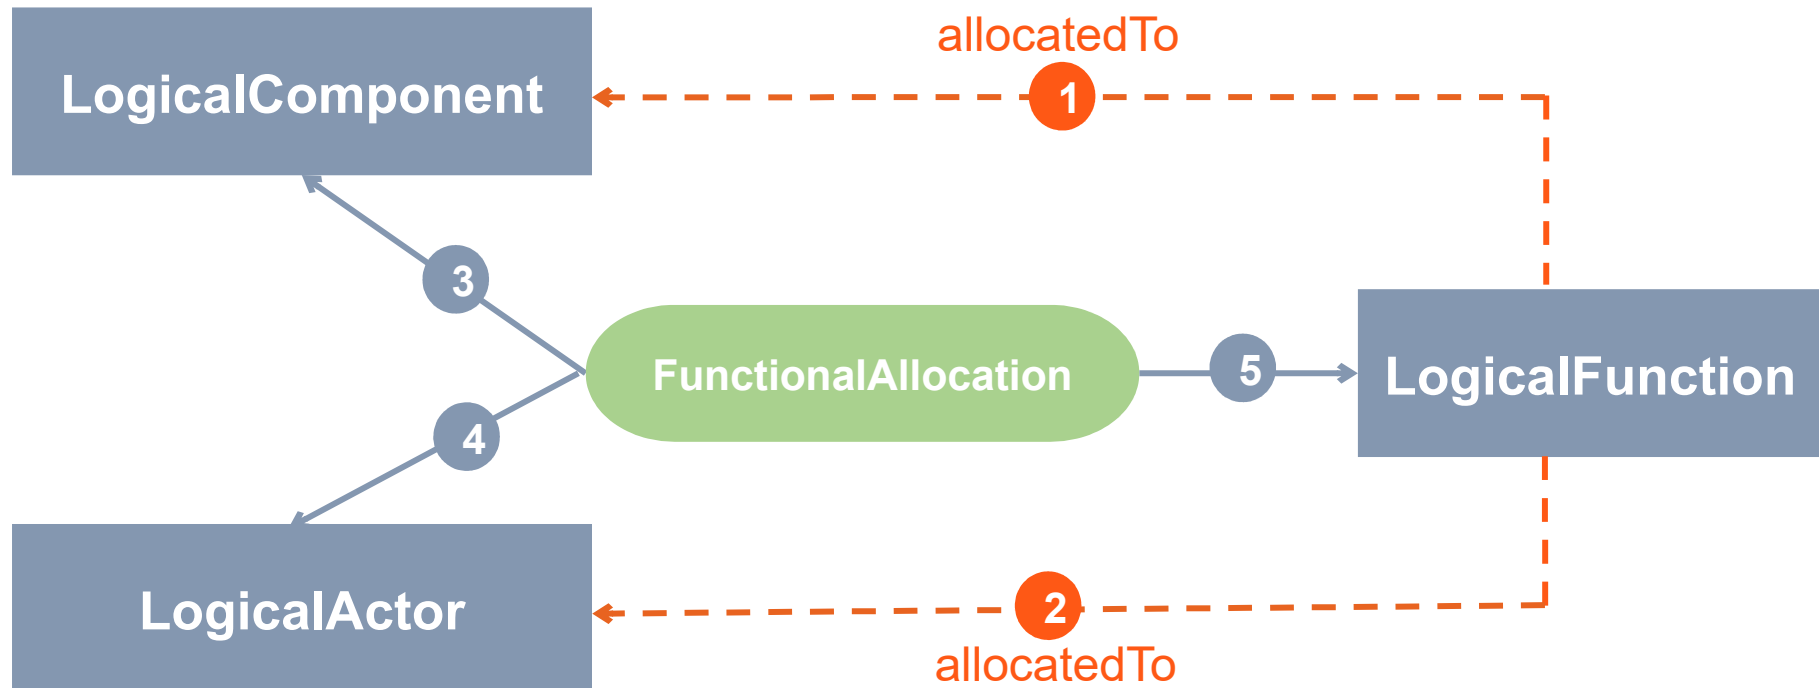 allocatedTo
LogicalComponent
1
3
FunctionalAllocation
5
LogicalFunction
4
LogicalActor
2
allocatedTo